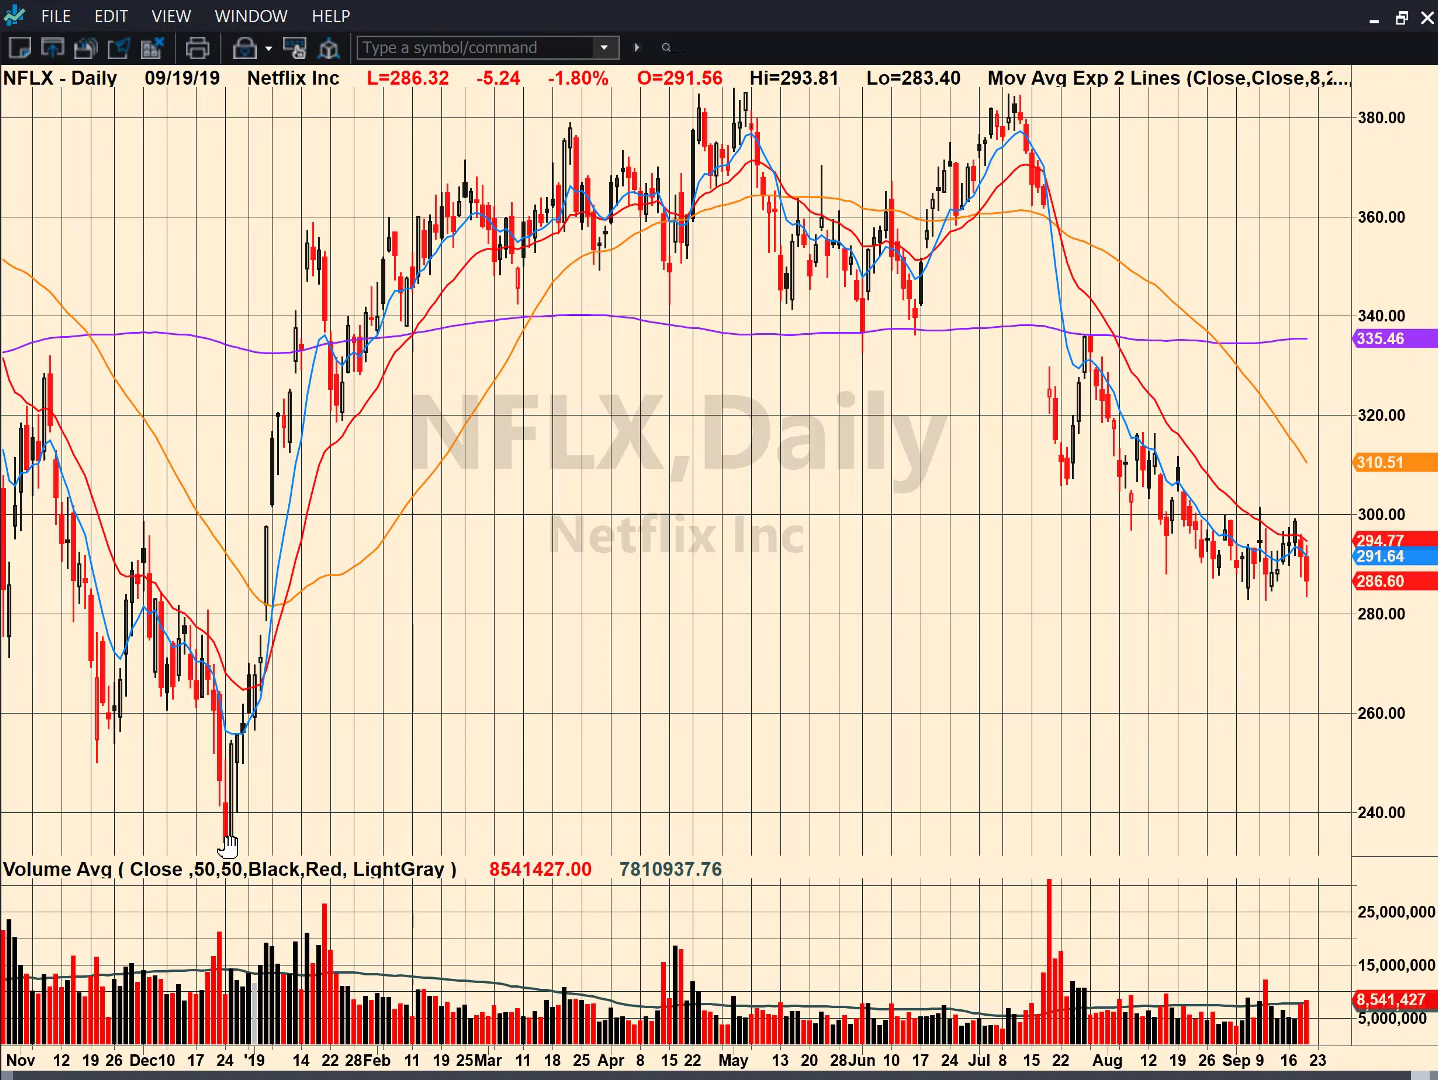 FILE EDIT VIEW WINDOW HELP
Type a symbol/command
NFLX - Daily 09/19/19 Netflix Inc L=286.32 -5.24 -1.80% O=291.56 Hi=293.81 Lo=283.40 Mov Avg Exp 2 Lines (Close,Close,8,2...
380.00
360.00
340.00
335.46
320.00
NFLX,Daily
310.51
300.00
Netflix Inc
294.77
291.64
286.60
280.00
260.00
240.00
Volume Avg ( Close ,50,50,Black,Red, LightGray ) 8541427.00 7810937.76
25,000,000
15,000,000
8,541,427
5,000,000
Nov 12 19 26 Dec10 17 24 '19 14 22 28Feb 11 19 25Mar 11 18 25 Apr 8 15 22 May 13 20 28Jun 10 17 24 Jul 8 15 22 Aug 12 19 26 Sep 9 16 23